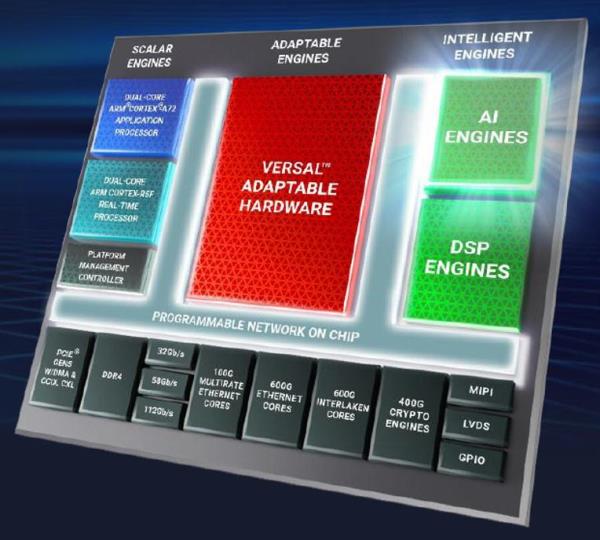 SCALAR
ENGINES
ADAPTABLE
ENGINES
INTELLIGENT
ENGINES
DUAL-CORE
ARM®CORTEX®-A72
APPLICATION
PROCESSOR
DUAL-CORE
ARM CORTEX-R5F
REAL-TIME
PROCESSOR
PLATFORM
MANAGEMENT
CONTROLLER
VERSAL™
ADAPTABLE
HARDWARE
AI
ENGINES
DSP
ENGINES
PROGRAMMABLE NETWORK ON CHIP
PCIE®
GEN5
W/DMA &
CCIX, CXL
DDR4
32Gb/s
58Gb/s
112Gb/s
100G
MULTIRATE
ETHERNET
CORES
600G
ETHERNET
CORES
600G
INTERLAKEN
CORES
400G
CRYPTO
ENGINES
MIPI
LVDS
GPIO